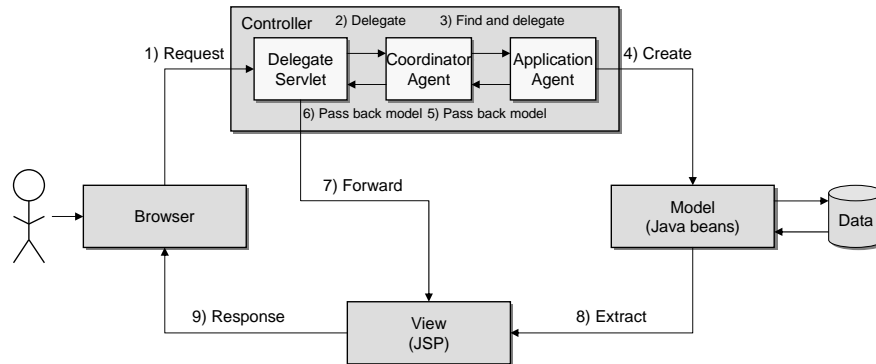 Controller
2) Delegate
3) Find and delegate
1) Request
Delegate
Servlet
Coordinator
Agent
Application
Agent
4) Create
6) Pass back model
5) Pass back model
7) Forward
Browser
Model
(Java beans)
Data
9) Response
8) Extract
View
(JSP)